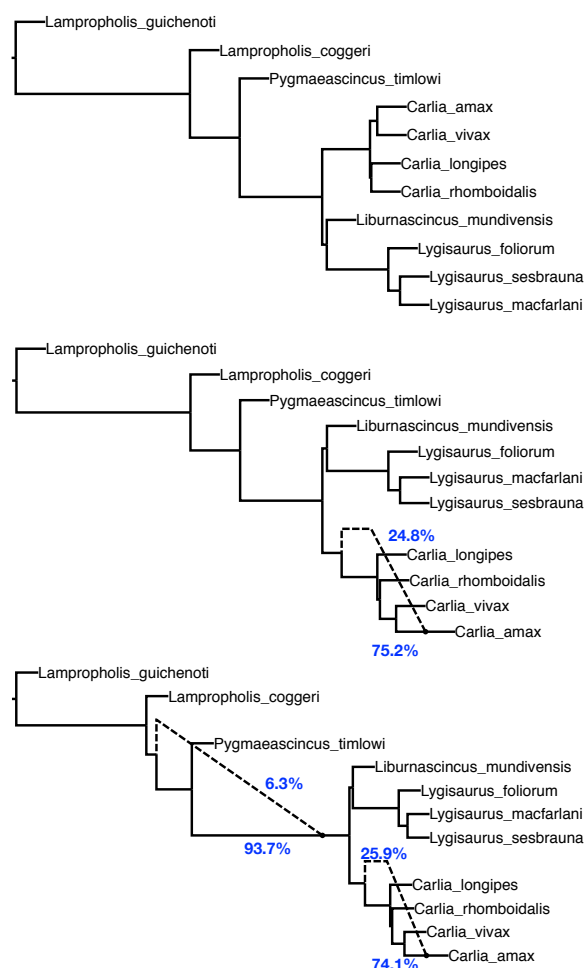 Lampropholis_guichenoti
Lampropholis_coggeri
Pygmaeascincus_timlowi
Carlia_amax
Carlia_vivax
Carlia_longipes
Carlia_rhomboidalis
Liburnascincus_mundivensis
Lygisaurus_foliorum
Lygisaurus_sesbrauna
Lygisaurus_macfarlani
Lampropholis_guichenoti
Lampropholis_coggeri
Pygmaeascincus_timlowi
Liburnascincus_mundivensis
Lygisaurus_foliorum
Lygisaurus_macfarlani
Lygisaurus_sesbrauna
24.8%
Carlia_longipes
Carlia_rhomboidalis
Carlia_vivax
Carlia_amax
75.2%
Lampropholis_guichenoti
Lampropholis_coggeri
Pygmaeascincus_timlowi
Liburnascincus_mundivensis
6.3%
Lygisaurus_foliorum
Lygisaurus_macfarlani
Lygisaurus_sesbrauna
93.7%
25.9%
Carlia_longipes
Carlia_rhomboidalis
Carlia_vivax
Carlia_amax
74.1%